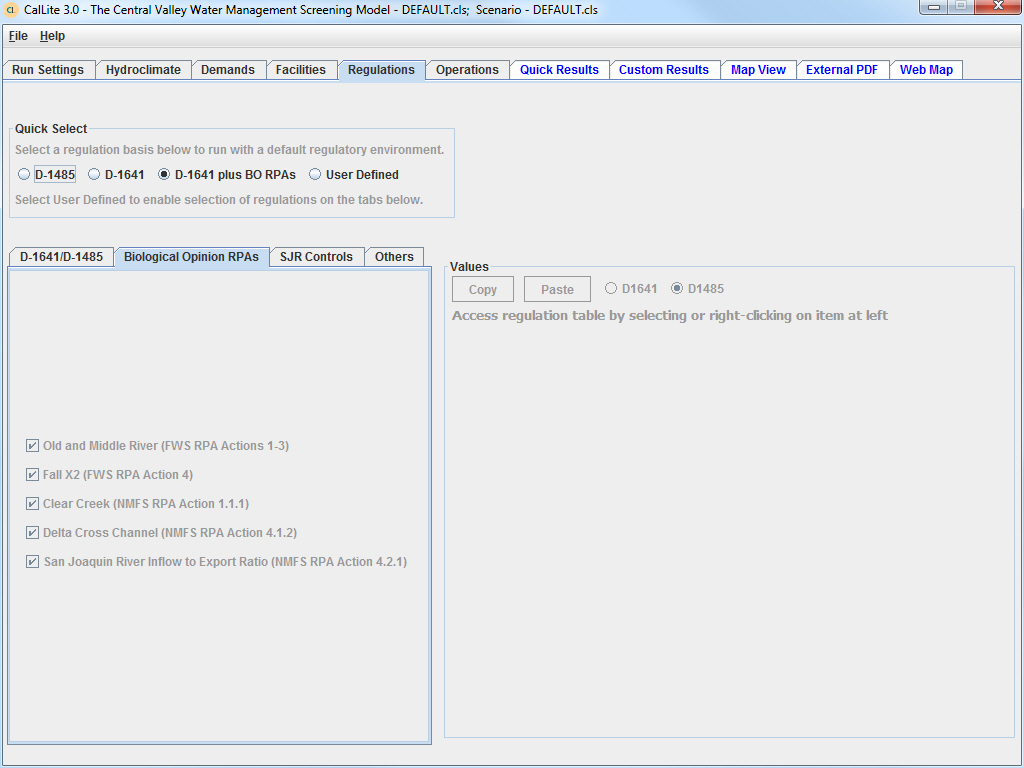 CL CalLite 3.0 - The Central Valley Water Management Screening Model - DEFAULT.cls;  Scenario - DEFAULT.cls
File Help
Run Settings Hydroclimate Demands Facilities Regulations Operations Quick Results Custom Results Map View External PDF Web Map
Quick Select
Select a regulation basis below to run with a default regulatory environment.
D-1485 D-1641 D-1641 plus BO RPAs User Defined
Select User Defined to enable selection of regulations on the tabs below.
D-1641/D-1485 Biological Opinion RPAs SJR Controls Others
Values
Copy Paste D1641 D1485
Access regulation table by selecting or right-clicking on item at left
Old and Middle River (FWS RPA Actions 1-3)
Fall X2 (FWS RPA Action 4)
Clear Creek (NMFS RPA Action 1.1.1)
Delta Cross Channel (NMFS RPA Action 4.1.2)
San Joaquin River Inflow to Export Ratio (NMFS RPA Action 4.2.1)